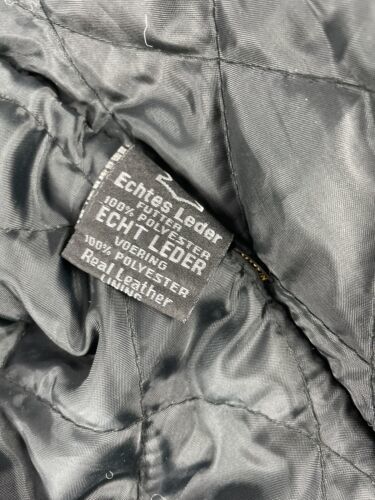 Echtes Leder
FUTTER
100% POLYESTER
ECHT LEDER
VOERING
100% POLYESTER
Real Leather
LINING